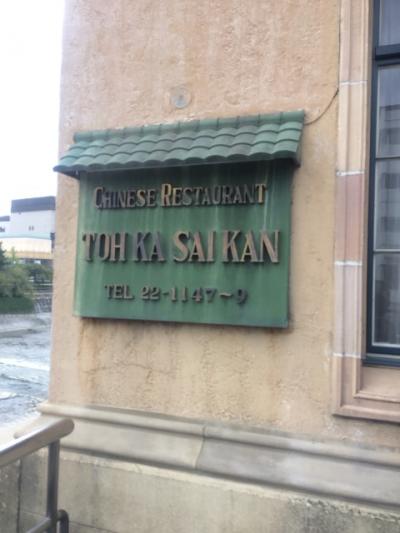 CHINESE RESTAURANT
TOH KA SAI KAN
TEL 22-1147~9